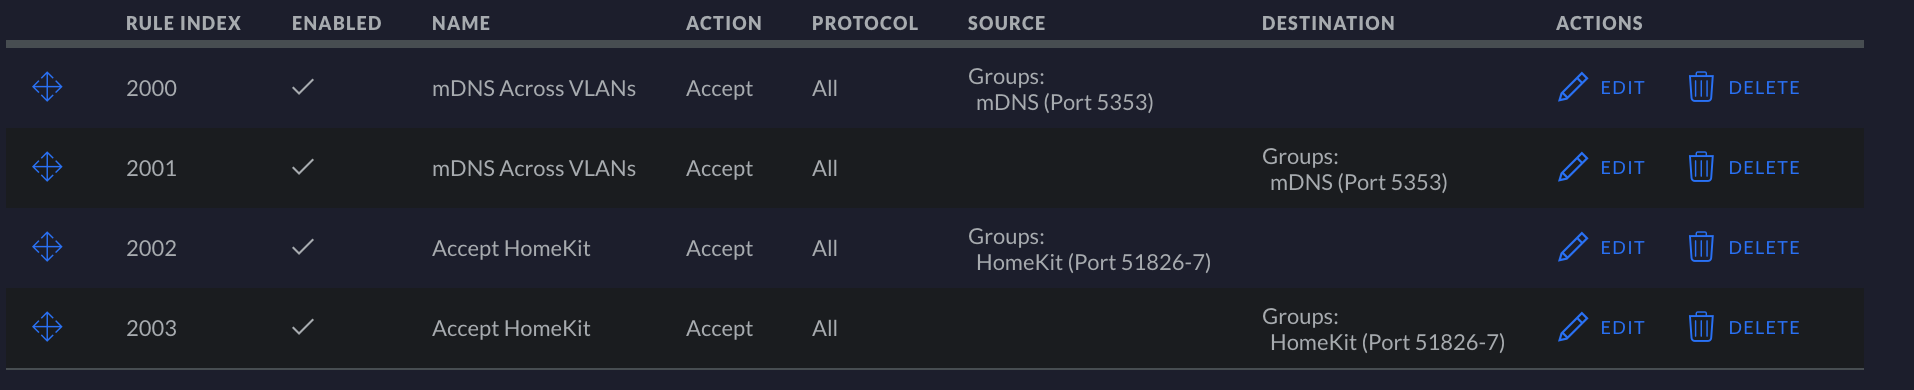 RULE INDEX ENABLED NAME ACTION PROTOCOL SOURCE DESTINATION ACTIONS
2000 mDNS Across VLANs Accept All Groups: EDIT DELETE
mDNS (Port 5353)
2001 mDNS Across VLANs Accept All Groups: EDIT DELETE
mDNS (Port 5353)
2002 Accept HomeKit Accept All Groups: EDIT DELETE
HomeKit (Port 51826-7)
2003 Accept HomeKit Accept All Groups: EDIT DELETE
HomeKit (Port 51826-7)